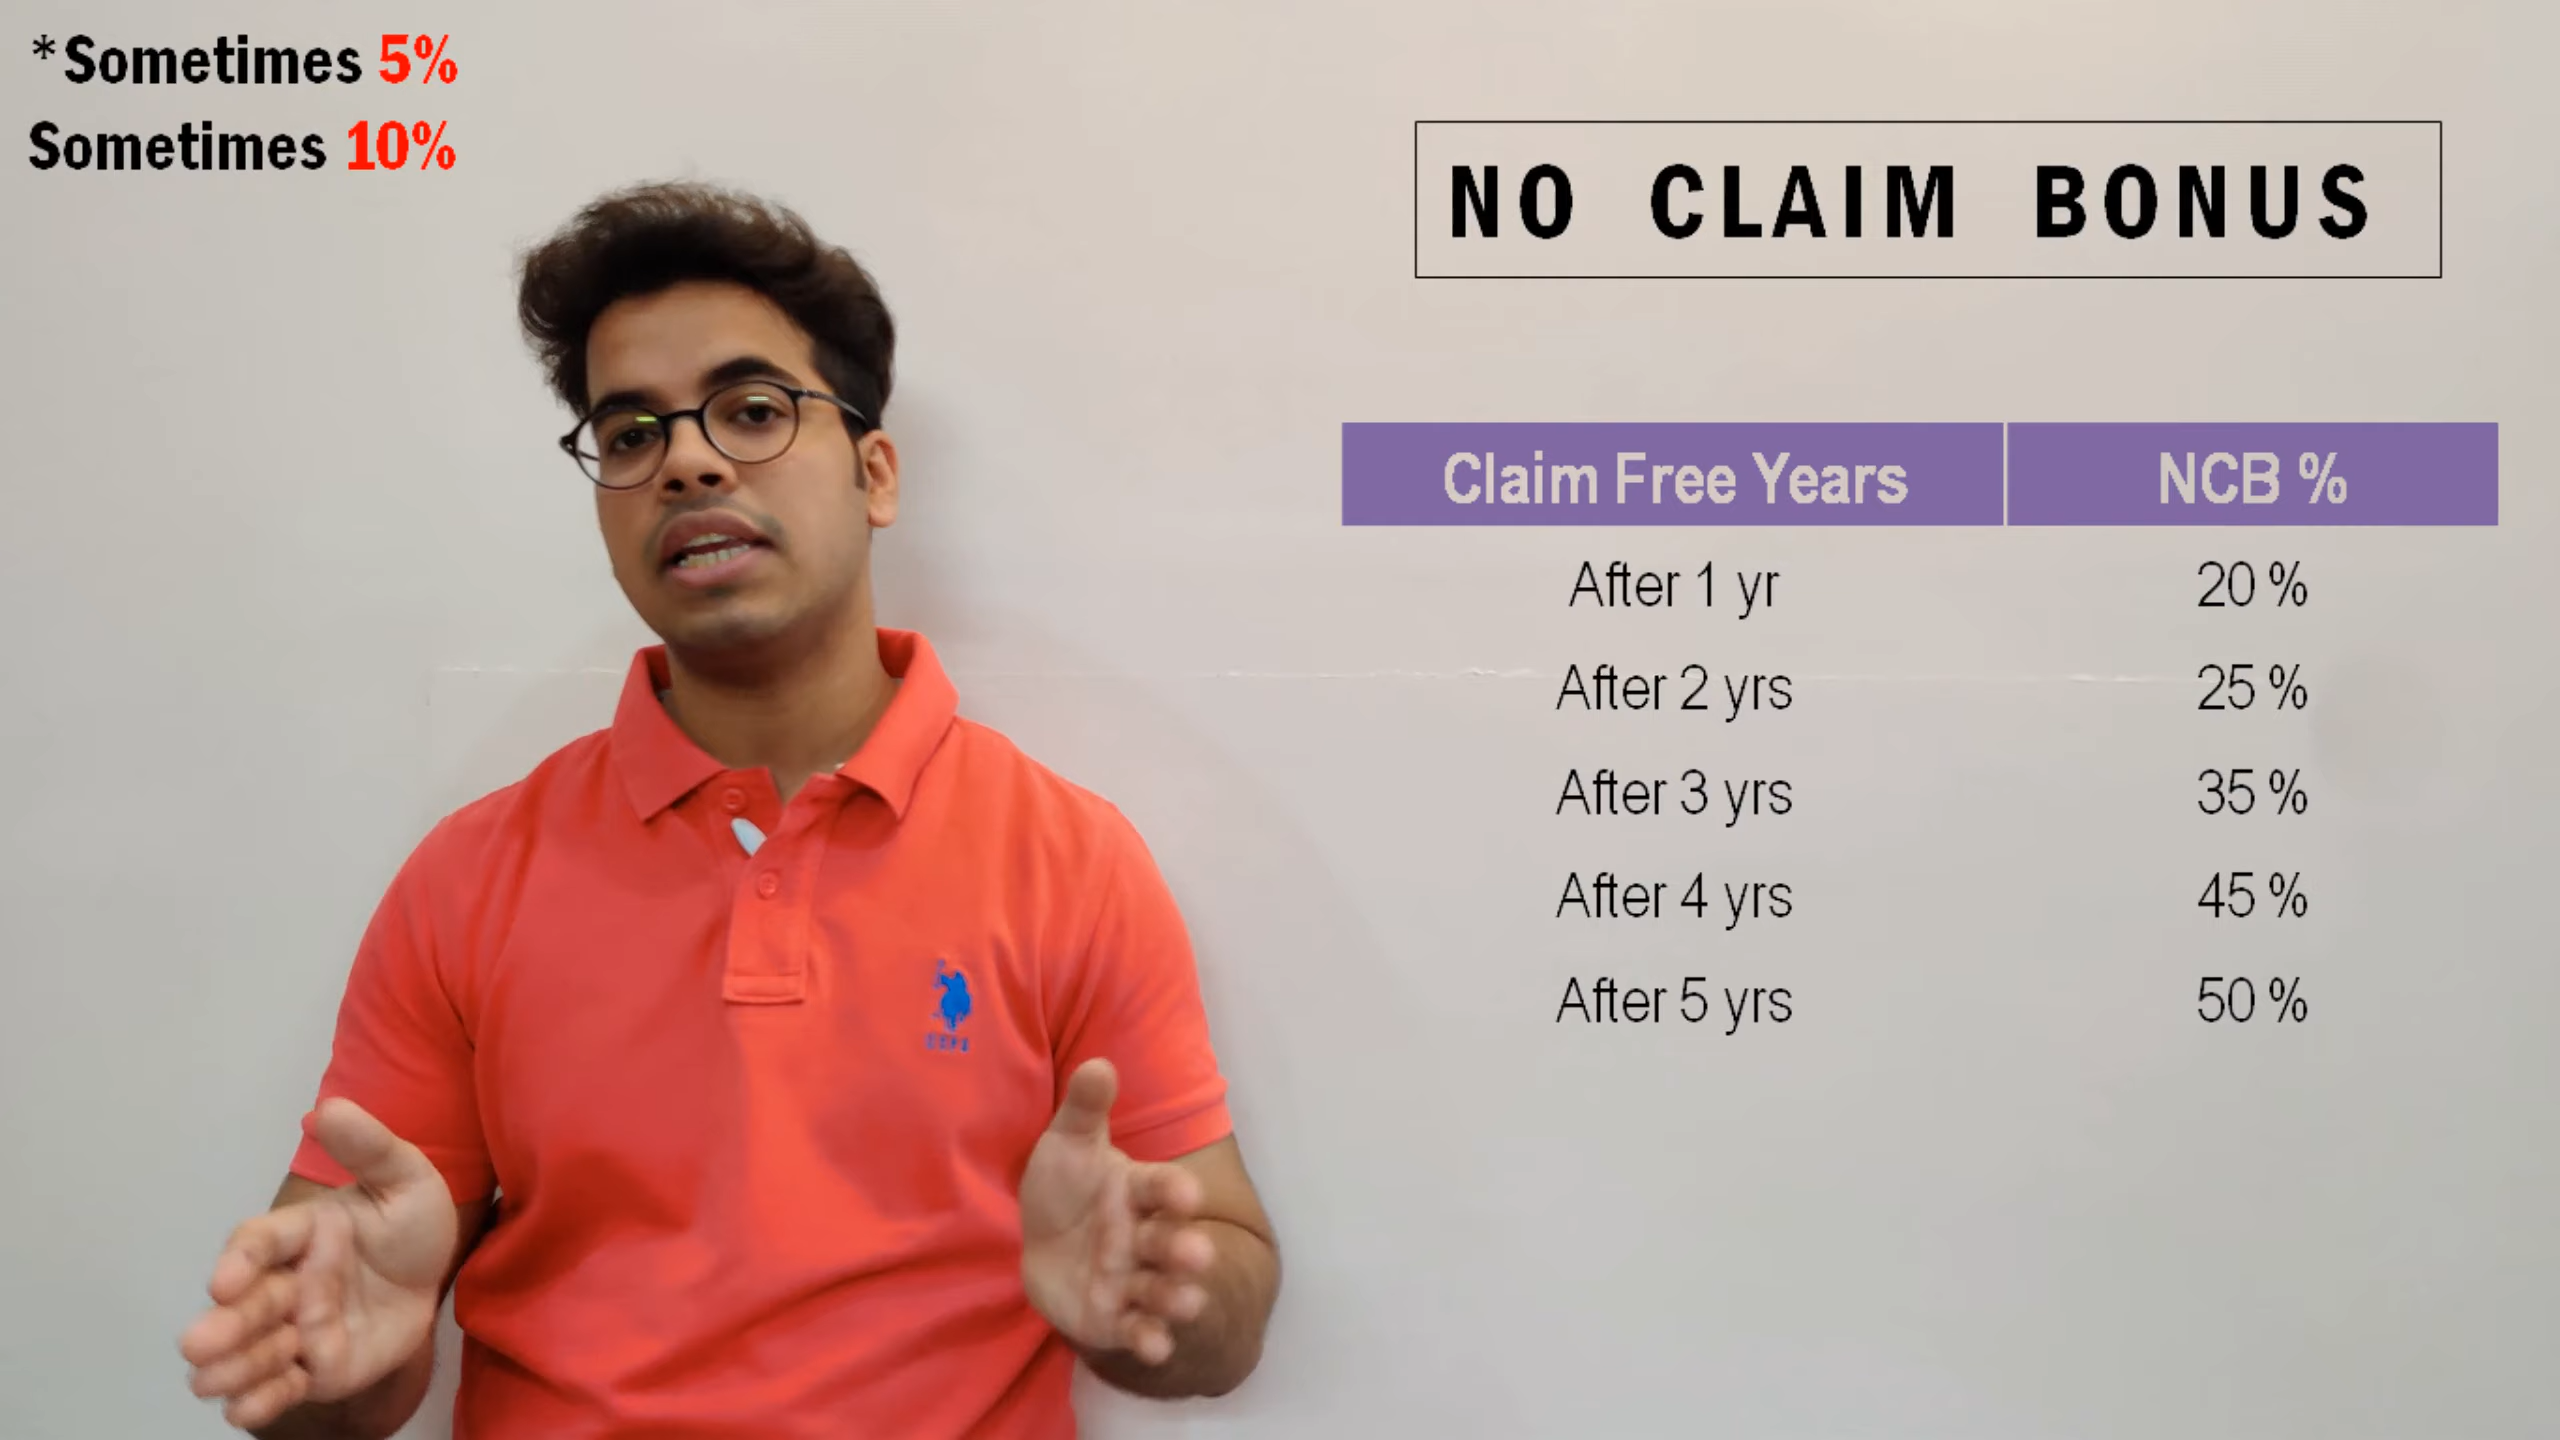 *Sometimes 5%
Sometimes 10%
NO CLAIM BONUS
Claim Free Years NCB %
After 1 yr 20 %
After 2 yrs 25 %
After 3 yrs 35 %
After 4 yrs 45 %
After 5 yrs 50 %